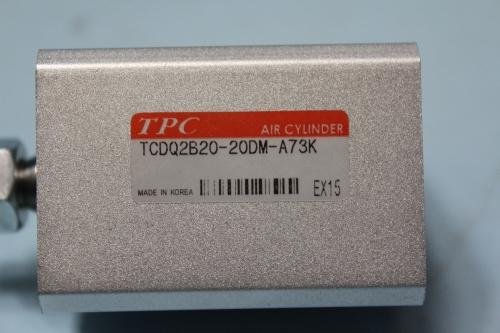 TPC AIR CYLINDER
TCDQ2B20-20DM-A73K
MADE IN KOREA EX15